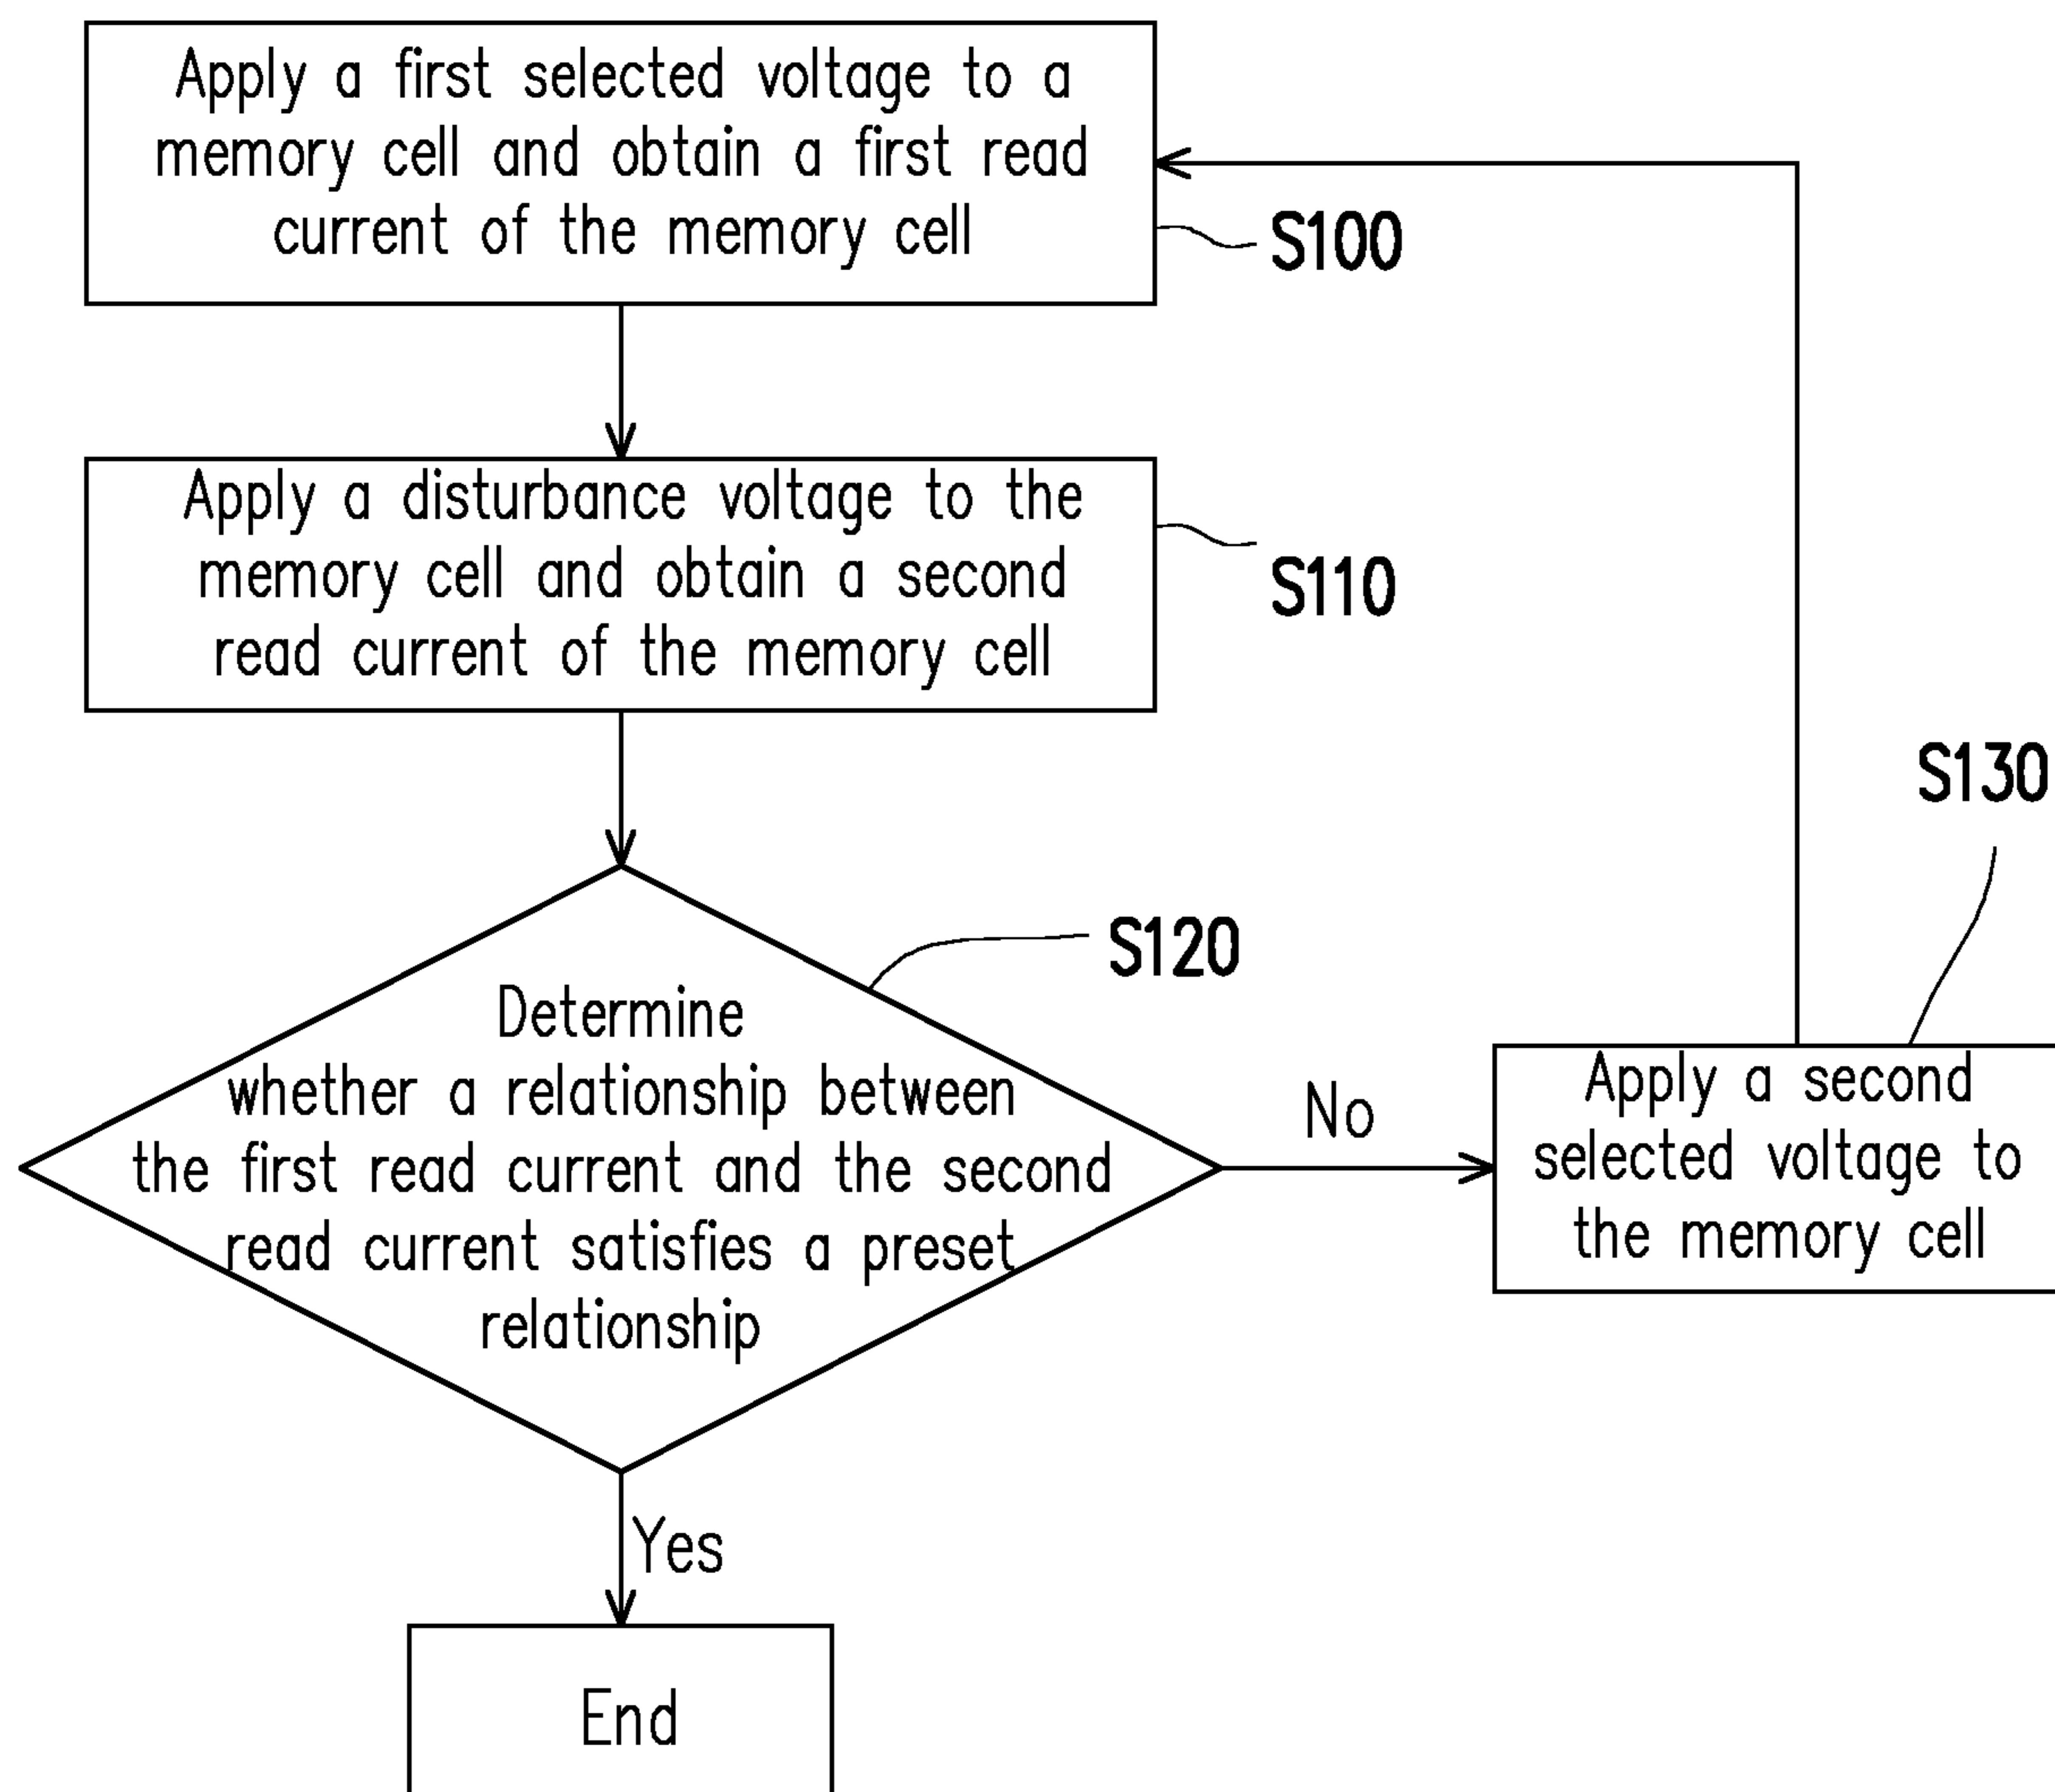 Apply a first selected voltage to a
memory cell and obtain a first read
current of the memory cell
S100
Apply a disturbance voltage to the
memory cell and obtain a second
read current of the memory cell
S110
S130
S120
Determine
whether a relationship between
the first read current and the second
read current satisfies a preset
relationship
No
Apply a second
selected voltage to
the memory cell
Yes
End